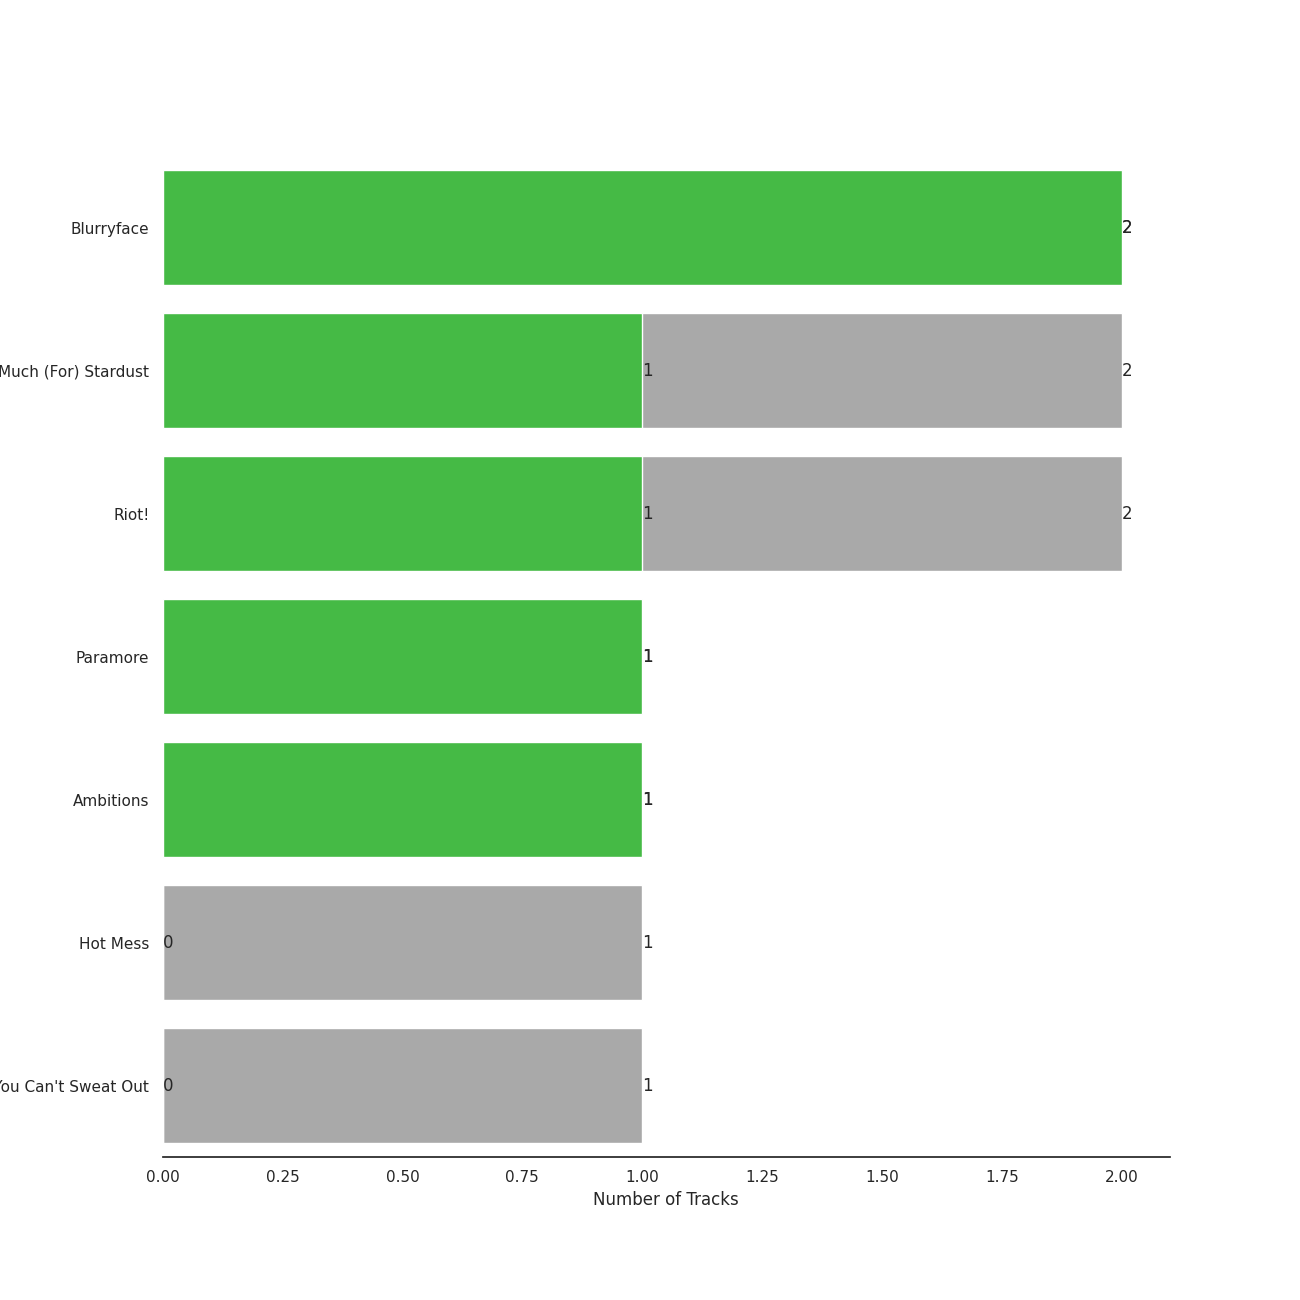 Blurryface 2
Much (For) Stardust 1 2
Riot! 1 2
Paramore 1
Ambitions 1
Hot Mess 0 1
You Can't Sweat Out 0 1
0.00 0.25 0.50 0.75 1.00 1.25 1.50 1.75 2.00
Number of Tracks